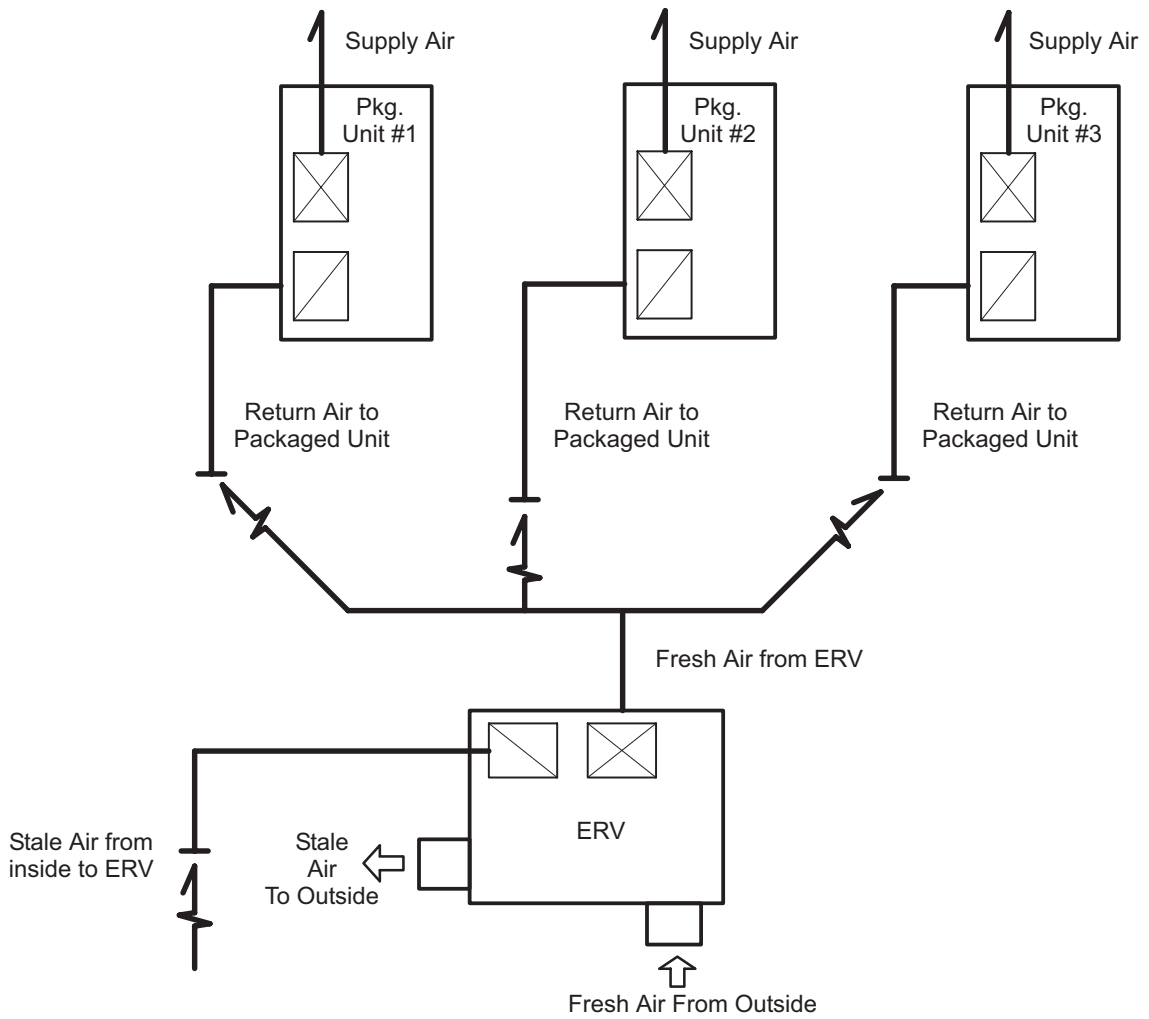 Supply Air
Supply Air
Supply Air
Pkg.
Unit #1
Pkg.
Unit #2
Pkg.
Unit #3
Return Air to
Packaged Unit
Return Air to
Packaged Unit
Return Air to
Packaged Unit
Fresh Air from ERV
ERV
Stale Air from
inside to ERV
Stale
Air
To Outside
Fresh Air From Outside